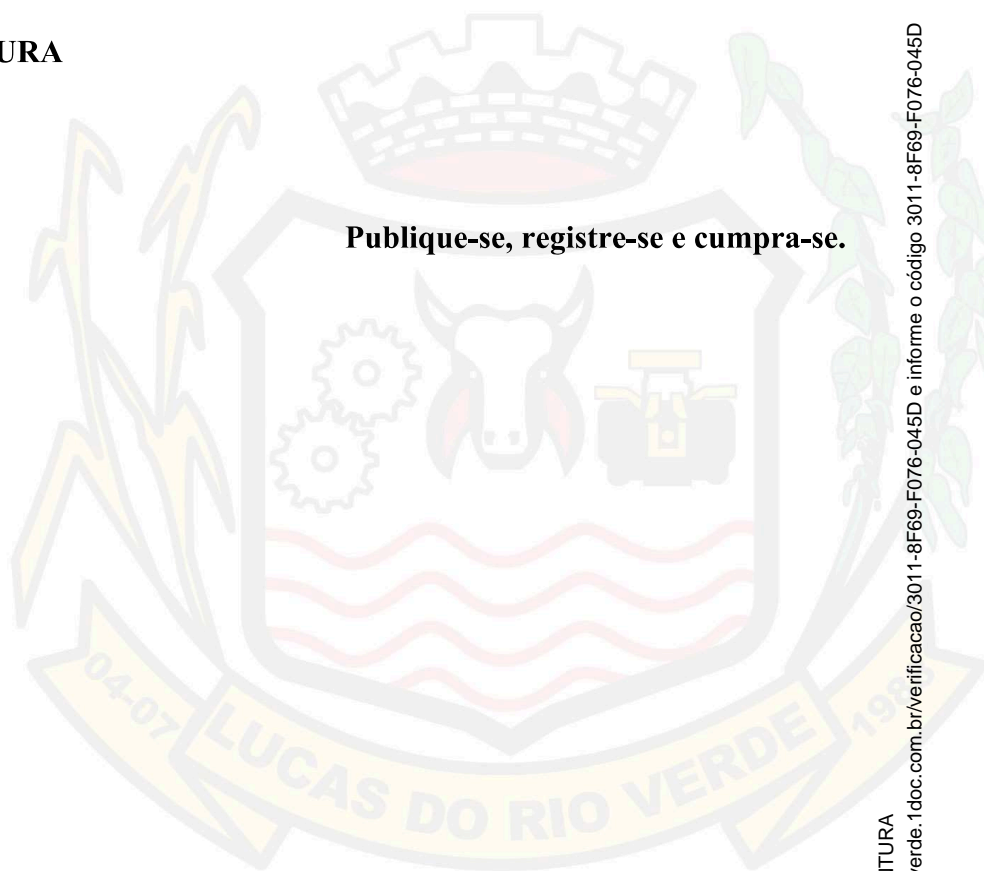 URA
Publique-se, registre-se e cumpra-se.
04-07
LUCAS DO RIO VERDE
ITURA
erde.1doc.com.br/verificacao/3011-8F69-F076-045D e informe o código 3011-8F69-F076-045D